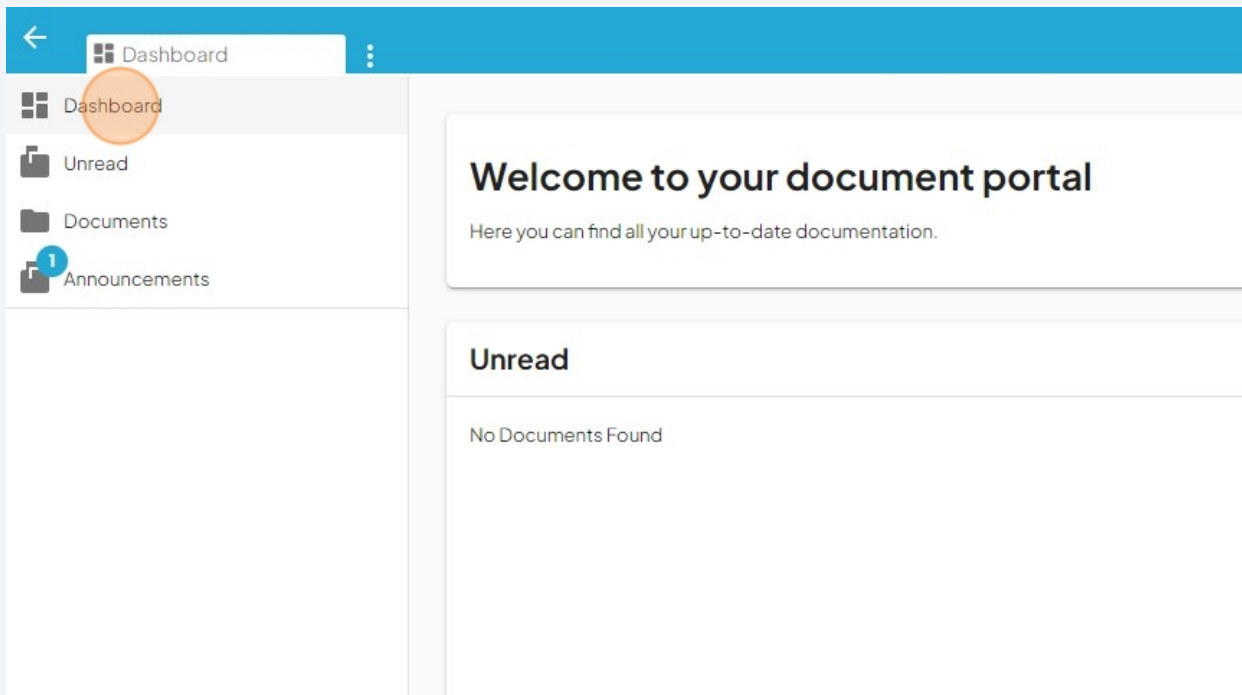 Dashboard
Dashboard
Unread
Documents
1
Announcements
Welcome to your document portal
Here you can find all your up-to-date documentation.
Unread
No Documents Found